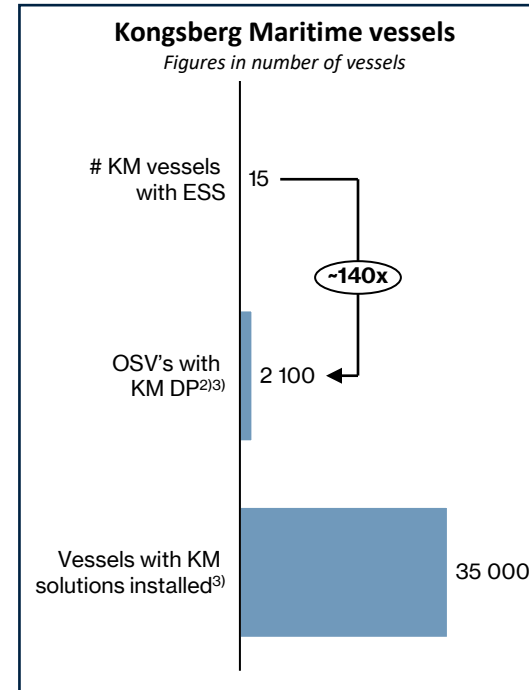 Kongsberg Maritime vessels
Figures in number of vessels
# KM vessels
with ESS
15
~140x
OSV's with
KM DP²⁾³⁾
2 100
Vessels with KM
solutions installed³⁾
35 000